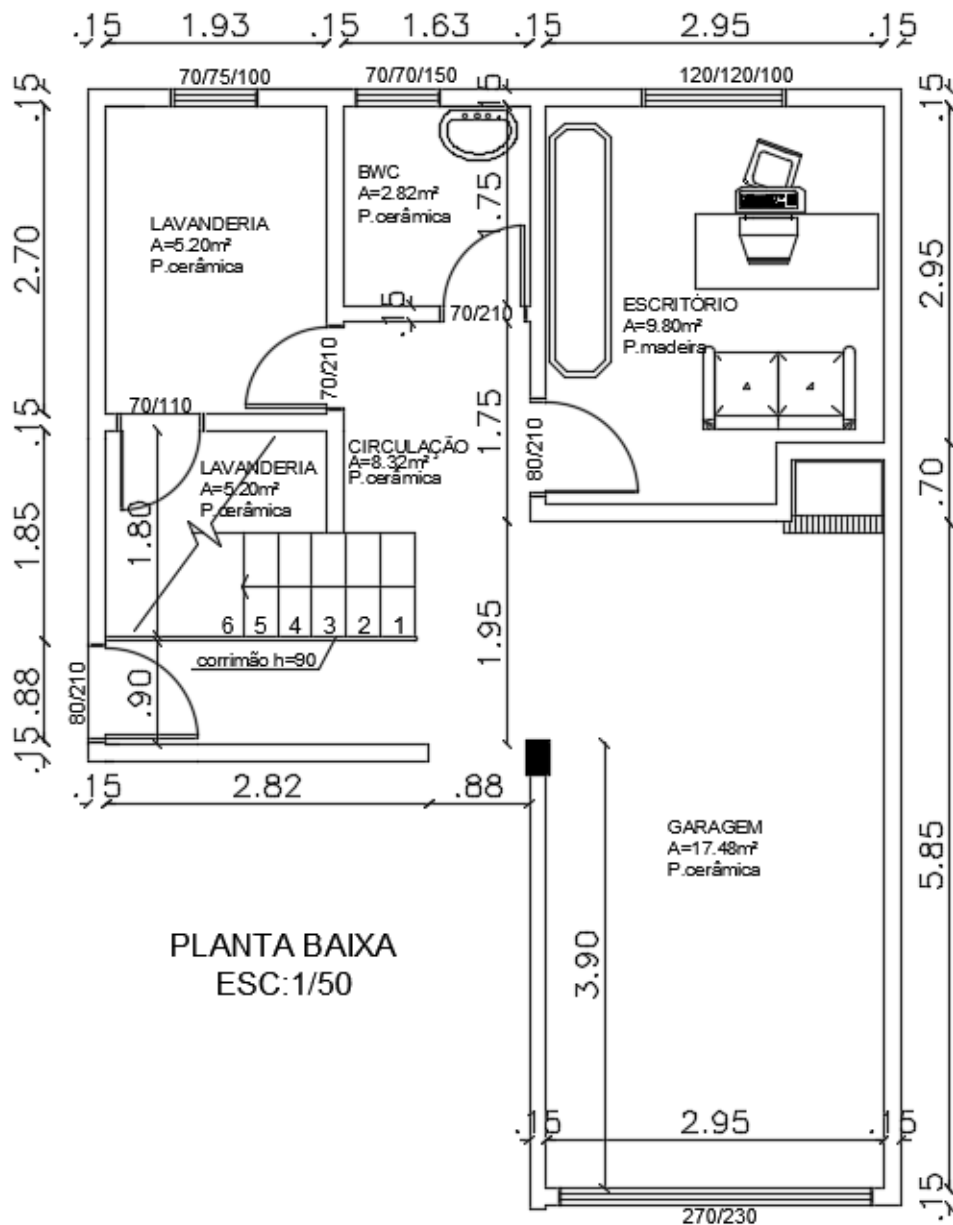 .15 1.93 .15 1.63 .15 2.95 .15
70/75/100 70/70/150 120/120/100
.15 .15 .15
LAVANDERIA
A=5.20m²
P.cerâmica
BWC
A=2.82m²
P.cerâmica
1.75
2.70
2.95
ESCRITÓRIO
A=9.80m²
P.madeira
.15
70/210
70/210
70/110
.15
LAVANDERIA
A=5.20m²
P.cerâmica
CIRCULAÇÃO
A=8.32m²
P.cerâmica
1.75
80/210
.70
1.85
1.80
6 5 4 3 2 1
1.95
corrimão h=90
80/210
.88
.90
.15
.15 2.82 .88
GARAGEM
A=17.48m²
P.cerâmica
5.85
PLANTA BAIXA
ESC:1/50
3.90
.15 2.95 .15
.15
270/230